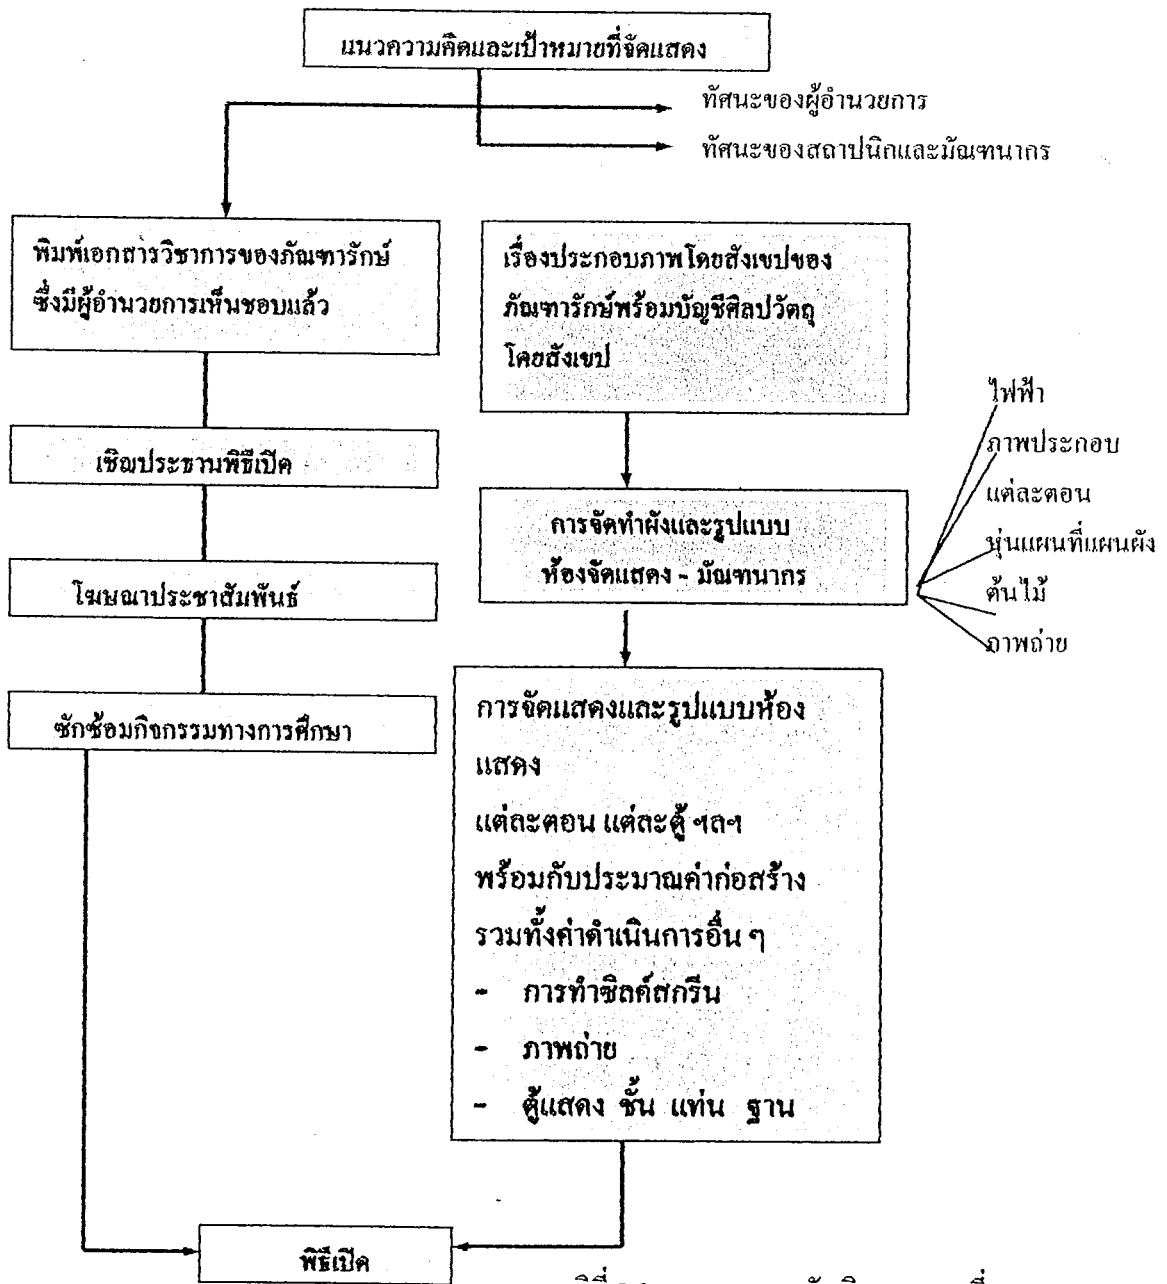 แนวความคิดและเป้าหมายที่จัดแสดง
ทัศนะของผู้อำนวยการ
ทัศนะของสถาปนิกและมัณฑนากร
พิมพ์เอกสารวิชาการของภัณฑารักษ์
ซึ่งมีผู้อำนวยการเห็นชอบแล้ว
เชิญประธานพิธีเปิด
โฆษณาประชาสัมพันธ์
ซักซ้อมกิจกรรมทางการศึกษา
เรื่องประกอบภาพโดยสังเขปของ
ภัณฑารักษ์พร้อมบัญชีศิลปวัตถุ
โดยสังเขป
การจัดทำผังและรูปแบบ
ห้องจัดแสดง - มัณฑนากร
ไฟฟ้า
ภาพประกอบ
แต่ละตอน
หุ่นแผนที่แผนผัง
ต้นไม้
ภาพถ่าย
การจัดแสดงและรูปแบบห้อง
แสดง
แต่ละตอน แต่ละตู้ ฯลฯ
พร้อมกับประมาณค่าก่อสร้าง
รวมทั้งค่าดำเนินการอื่น ๆ
- การทำซิลค์สกรีน
- ภาพถ่าย
- ตู้แสดง ชั้น แท่น ฐาน
พิธีเปิด